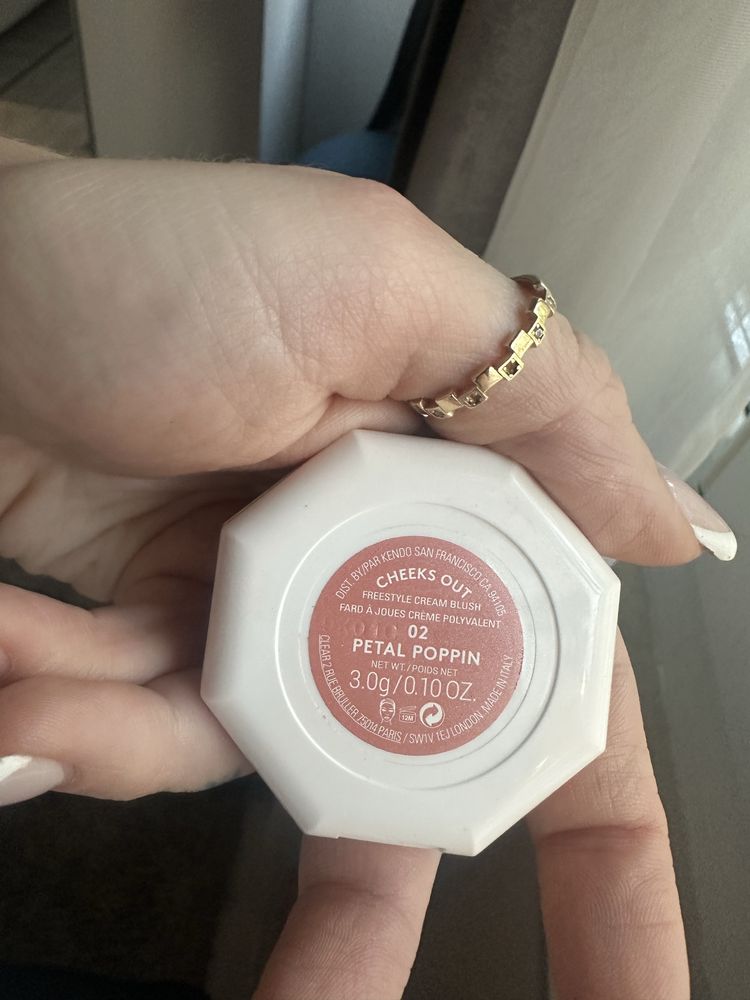 DIST. BY/PAR KENDO SAN FRANCISCO CA 94105
CHEEKS OUT
FREESTYLE CREAM BLUSH
FARD À JOUES CRÈME POLYVALENT
02
PETAL POPPIN
NET WT./POIDS NET
3.0g/0.10 OZ.
12M
CLEAR 2 RUE BRULLER 75014 PARIS / SW1V 1EJ LONDON MADE IN ITALY